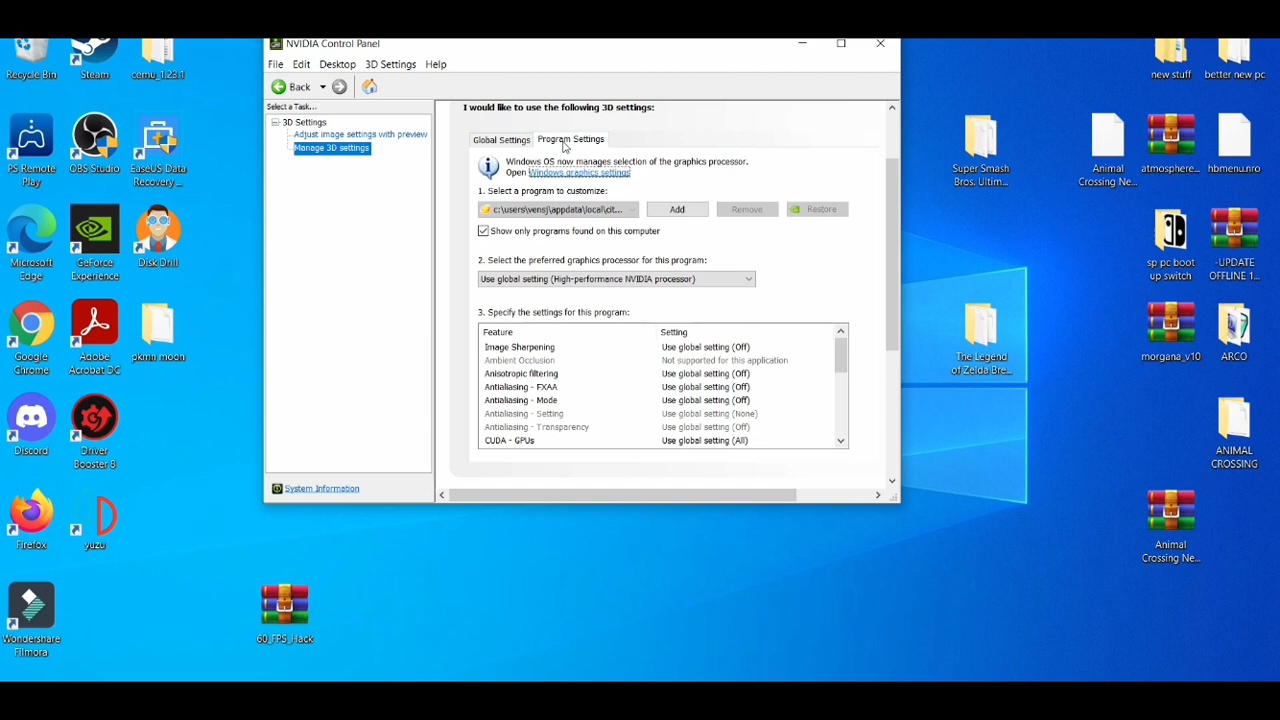 NVIDIA Control Panel
File Edit Desktop 3D Settings Help
Back
Select a Task...
3D Settings
Adjust image settings with preview
Manage 3D settings
System Information
I would like to use the following 3D settings:
Global Settings
Program Settings
Windows OS now manages selection of the graphics processor.
Open Windows graphics settings
1. Select a program to customize:
c:\users\vensj\appdata\local\cit...
Add
Remove
Restore
Show only programs found on this computer
2. Select the preferred graphics processor for this program:
Use global setting (High-performance NVIDIA processor)
3. Specify the settings for this program:
Feature Setting
Image Sharpening Use global setting (Off)
Ambient Occlusion Not supported for this application
Anisotropic filtering Use global setting (Off)
Antialiasing - FXAA Use global setting (Off)
Antialiasing - Mode Use global setting (Off)
Antialiasing - Setting Use global setting (None)
Antialiasing - Transparency Use global setting (Off)
CUDA - GPUs Use global setting (All)
Recycle Bin
Steam
cemu_1.23.1
PS Remote
Play
OBS Studio
EaseUS Data
Recovery ...
Microsoft
Edge
GeForce
Experience
Disk Drill
Google
Chrome
Adobe
Acrobat DC
pkmn moon
Discord
Driver
Booster 8
Firefox
yuzu
Wondershare
Filmora
60_FPS_Hack
new stuff
better new pc
Super Smash
Bros. Ultim...
Animal
Crossing Ne...
atmosphere...
hbmenu.nro
sp pc boot
up switch
-UPDATE
OFFLINE 1...
The Legend
of Zelda Bre...
morgana_v10
ARCO
ANIMAL
CROSSING
Animal
Crossing Ne...